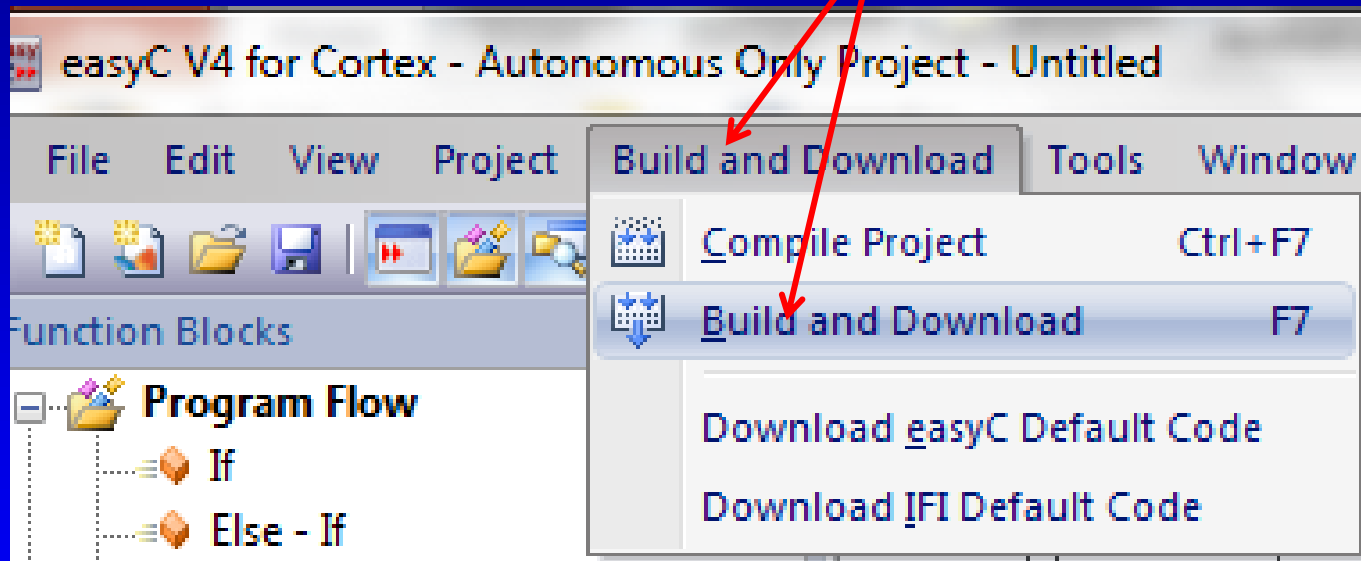 easyC V4 for Cortex - Autonomous Only Project - Untitled
File Edit View Project Build and Download Tools Window
Compile Project Ctrl+F7
Build and Download F7
Function Blocks
Program Flow
If
Else - If
Download easyC Default Code
Download IFI Default Code